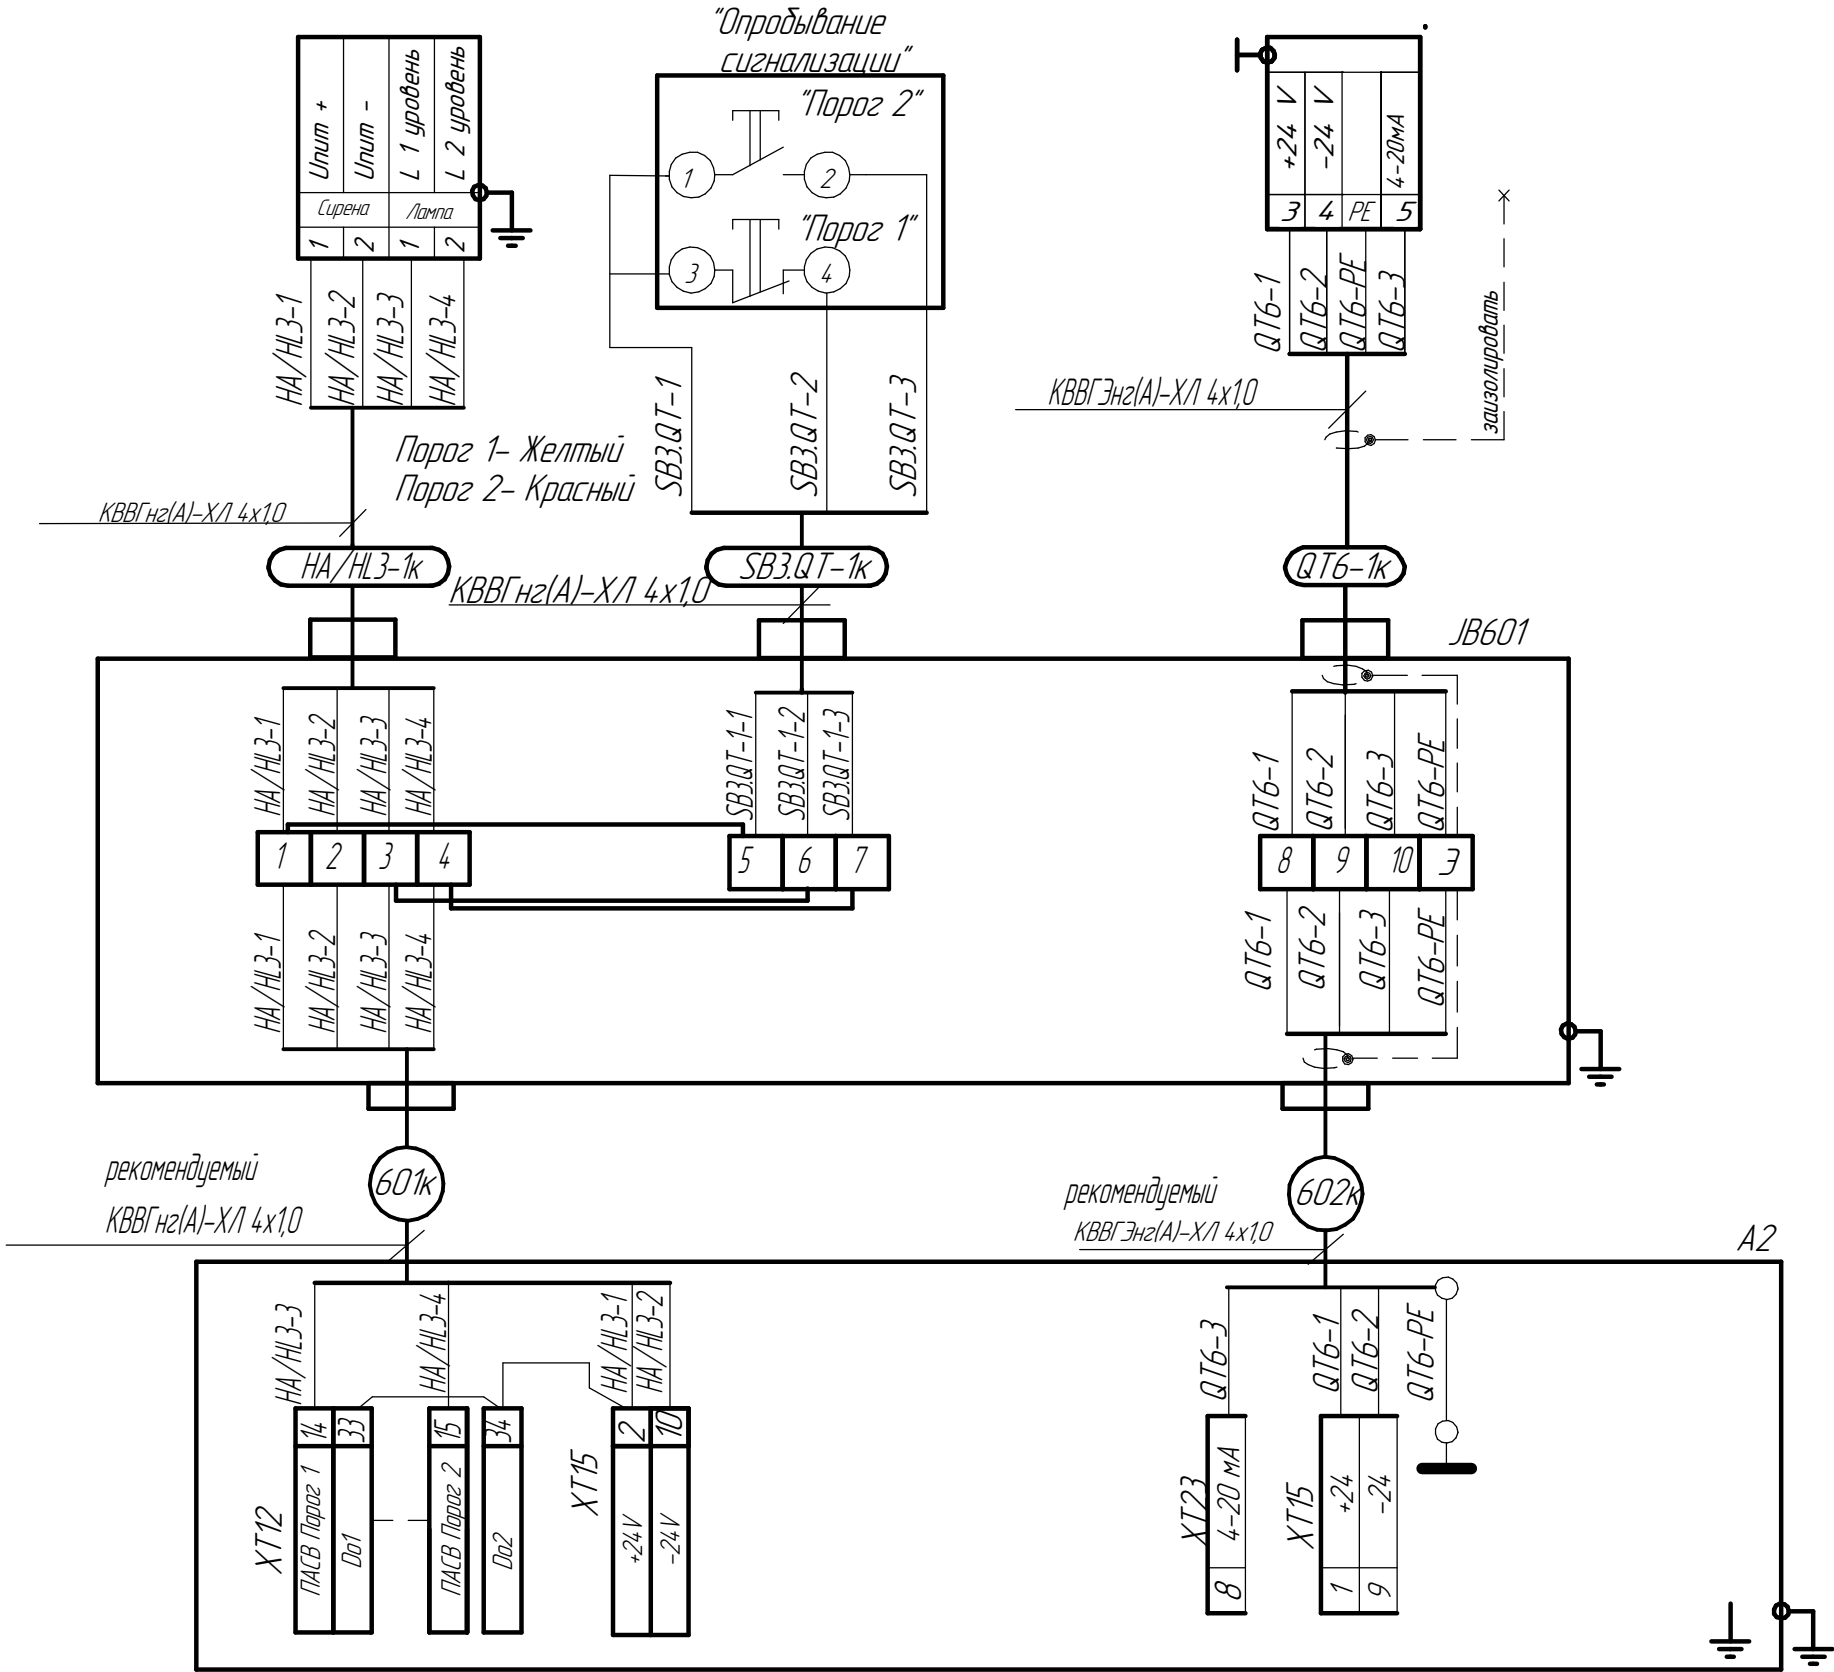 "Опробывание
сигнализации"
Uпит +
Uпит -
L 1 уровень
L 2 уровень
Сирена
Лампа
1
2
1
2
"Порог 2"
1
2
"Порог 1"
3
4
+24 V
-24 V
4-20мА
3
4
PE
5
HA/HL3-1
HA/HL3-2
HA/HL3-3
HA/HL3-4
SB3.QT-1
SB3.QT-2
SB3.QT-3
QT6-1
QT6-2
QT6-PE
QT6-3
заизолировать
КВВГЭнг(А)-ХЛ 4х1,0
Порог 1- Желтый
Порог 2- Красный
КВВГнг(А)-ХЛ 4х1,0
HA/HL3-1к
SB3.QT-1к
QT6-1к
КВВГнг(А)-ХЛ 4х1,0
JB601
HA/HL3-1
HA/HL3-2
HA/HL3-3
HA/HL3-4
SB3.QT-1-1
SB3.QT-1-2
SB3.QT-1-3
QT6-1
QT6-2
QT6-3
QT6-PE
1
2
3
4
5
6
7
8
9
10
Э
HA/HL3-1
HA/HL3-2
HA/HL3-3
HA/HL3-4
QT6-1
QT6-2
QT6-3
QT6-PE
рекомендуемый
601к
КВВГнг(А)-ХЛ 4х1,0
рекомендуемый
602к
КВВГЭнг(А)-ХЛ 4х1,0
A2
HA/HL3-3
HA/HL3-4
HA/HL3-1
HA/HL3-2
QT6-3
QT6-1
QT6-2
QT6-PE
14
33
15
34
2
10
XT12
ПАСВ Порог 1
Do1
ПАСВ Порог 2
Do2
XT15
+24V
-24V
XT23
4-20 мА
8
XT15
+24
-24
1
9